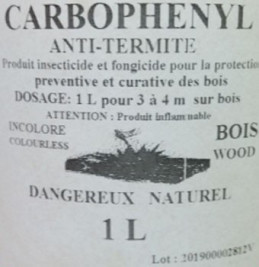 CARBOPHENYL
ANTI-TERMITE
Produit insecticide et fongicide pour la protection
preventive et curative des bois
DOSAGE: 1 L pour 3 à 4 m sur bois
ATTENTION : Produit inflammable
INCOLORE
COLOURLESS
BOIS
WOOD
DANGEREUX NATUREL
1 L
Lot : 201900002812V